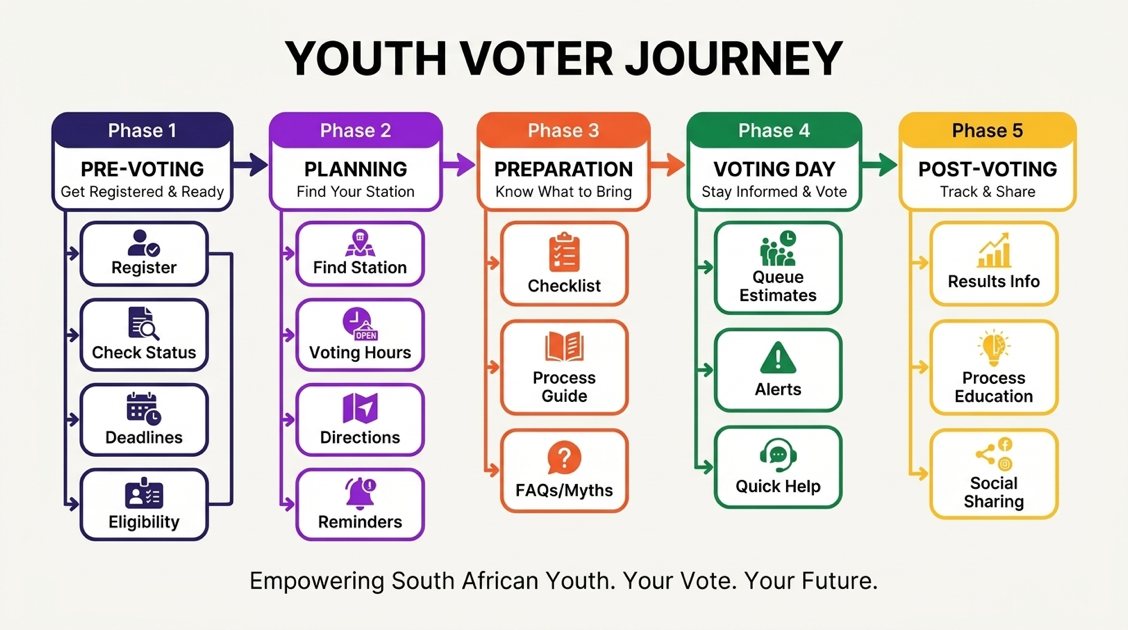 YOUTH VOTER JOURNEY
Phase 1
PRE-VOTING
Get Registered & Ready
Register
Check Status
Deadlines
Eligibility
Phase 2
PLANNING
Find Your Station
Find Station
OPEN
Voting Hours
Directions
Reminders
Phase 3
PREPARATION
Know What to Bring
Checklist
Process
Guide
FAQs/Myths
Phase 4
VOTING DAY
Stay Informed & Vote
Queue
Estimates
Alerts
Quick Help
Phase 5
POST-VOTING
Track & Share
Results Info
Process
Education
Social
Sharing
Empowering South African Youth. Your Vote. Your Future.